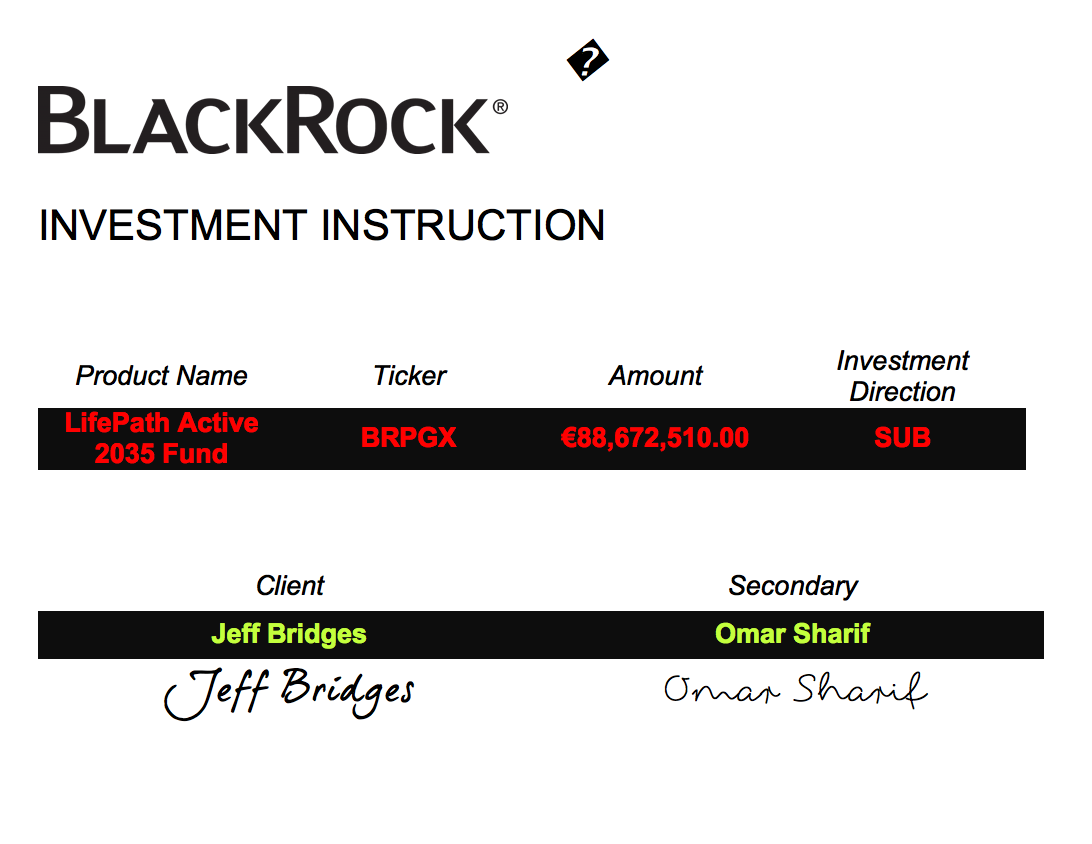 �
BLACKROCK®
INVESTMENT INSTRUCTION
Product Name Ticker Amount Investment Direction
LifePath Active 2035 Fund BRPGX €88,672,510.00 SUB
Client Secondary
Jeff Bridges Omar Sharif
Jeff Bridges Omar Sharif